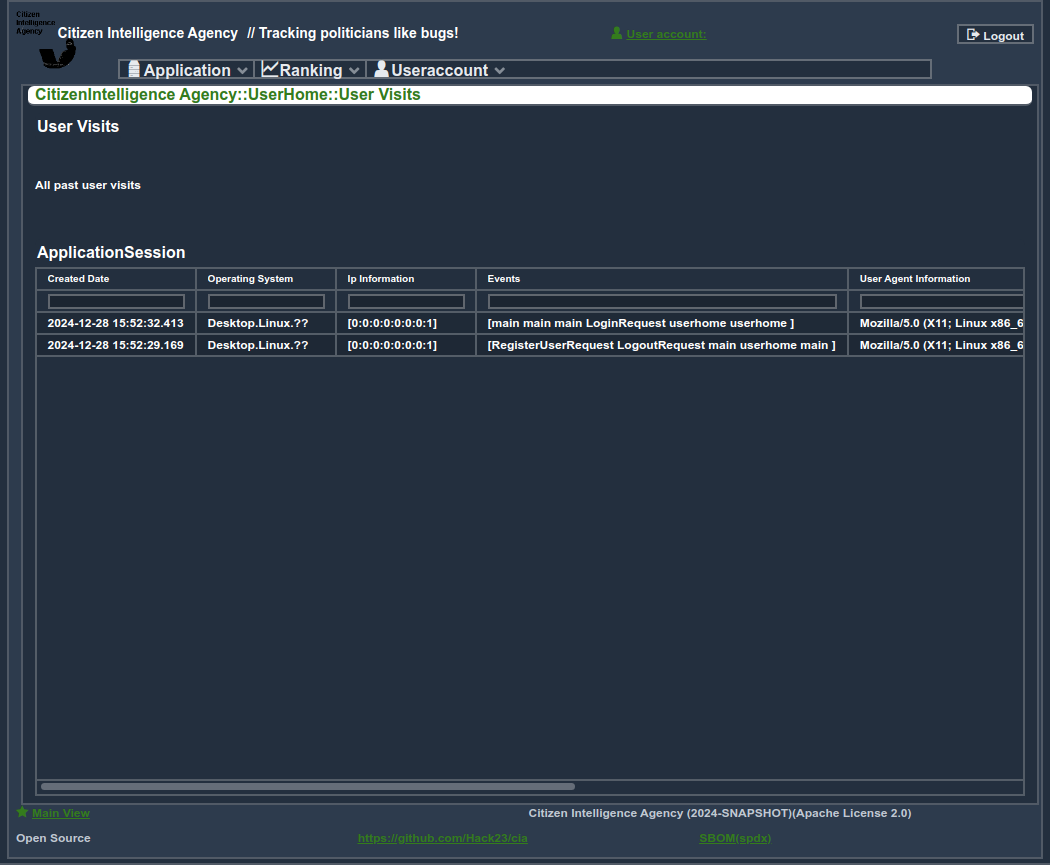 Citizen
Intelligence
Agency
Citizen Intelligence Agency // Tracking politicians like bugs!
User account:
Logout
Application
Ranking
Useraccount
CitizenIntelligence Agency::UserHome::User Visits
User Visits
All past user visits
ApplicationSession
Created Date Operating System Ip Information Events User Agent Information
2024-12-28 15:52:32.413 Desktop.Linux.?? [0:0:0:0:0:0:0:1] [main main main LoginRequest userhome userhome ] Mozilla/5.0 (X11; Linux x86_6
2024-12-28 15:52:29.169 Desktop.Linux.?? [0:0:0:0:0:0:0:1] [RegisterUserRequest LogoutRequest main userhome main ] Mozilla/5.0 (X11; Linux x86_6
Main View Citizen Intelligence Agency (2024-SNAPSHOT)(Apache License 2.0)
Open Source https://github.com/Hack23/cia SBOM(spdx)